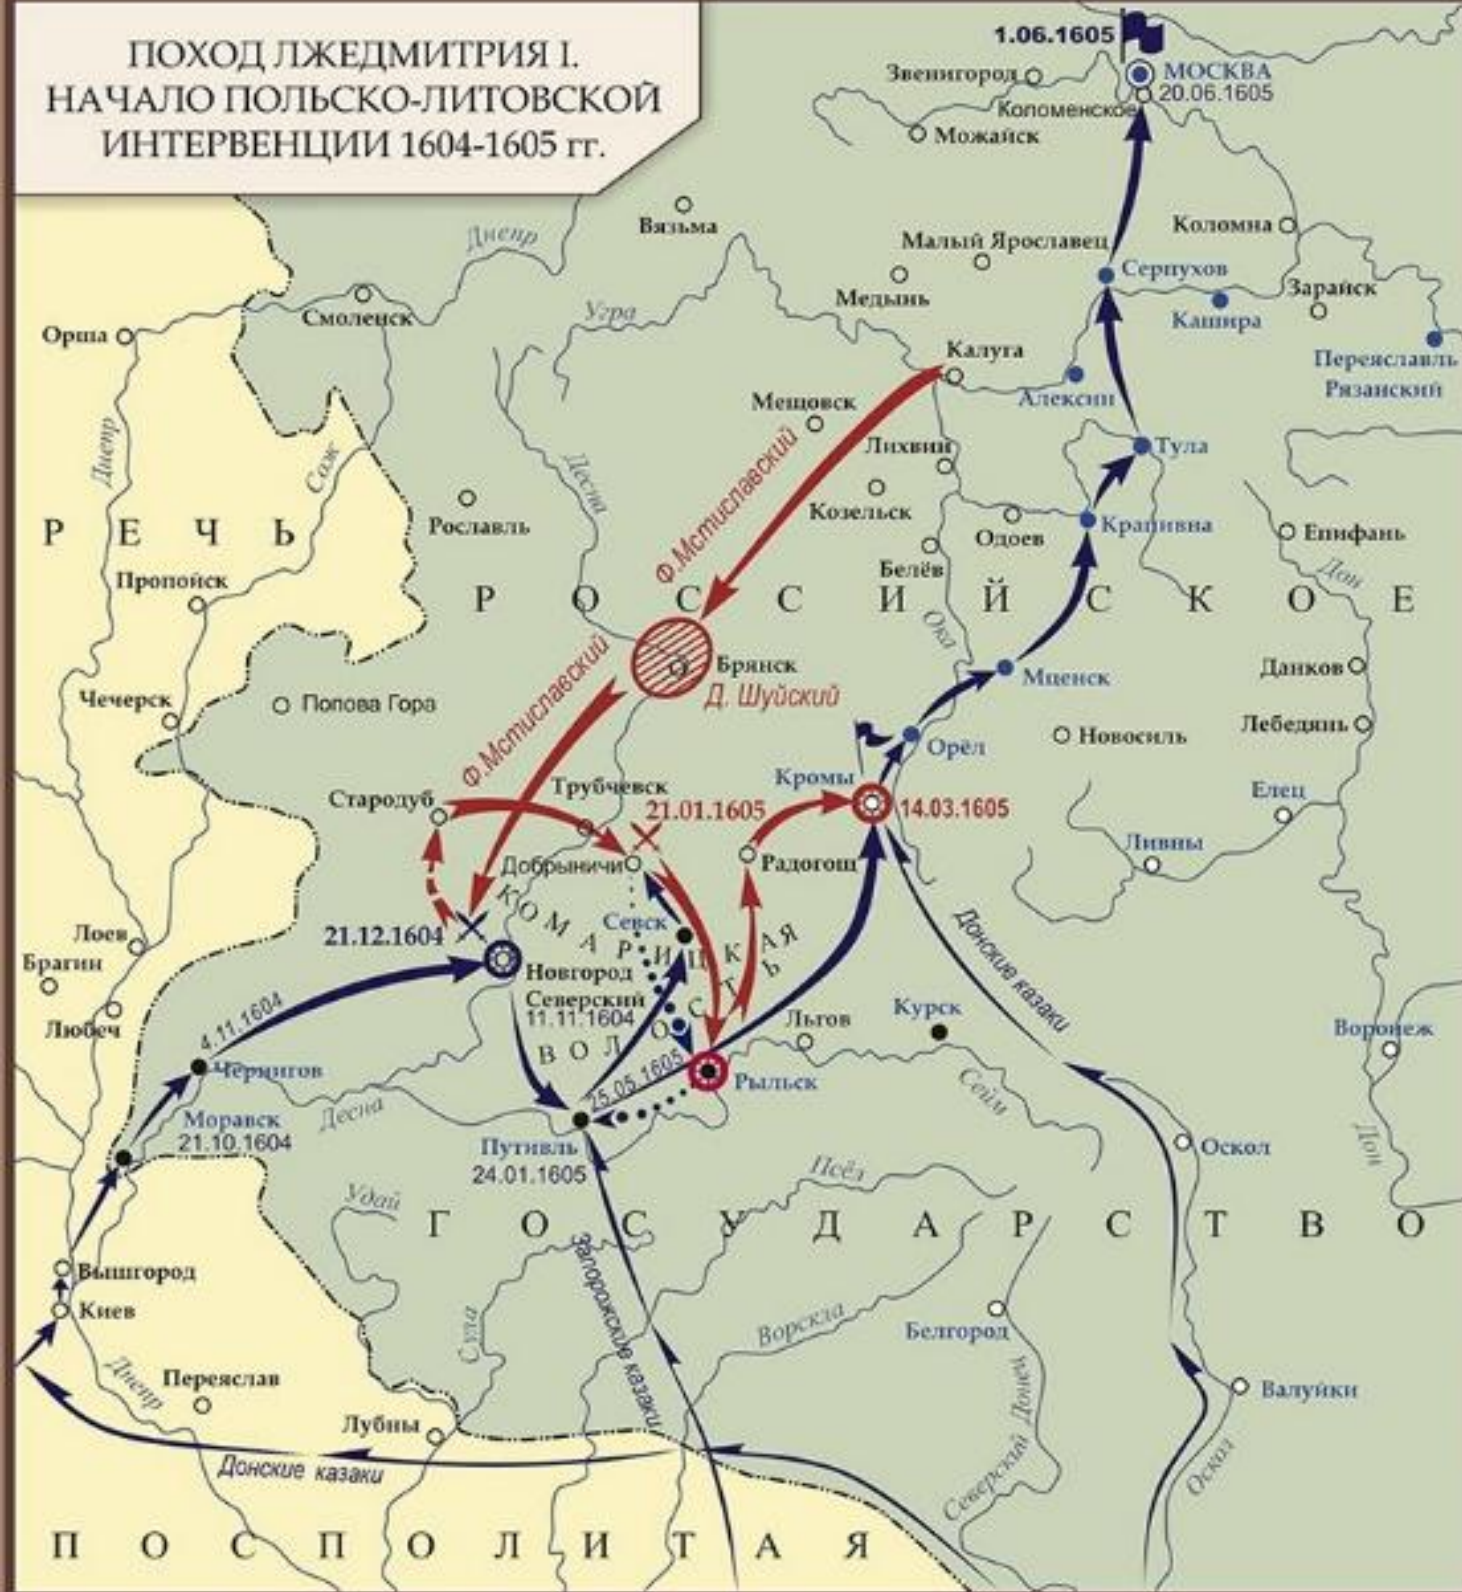 ПОХОД ЛЖЕДМИТРИЯ I.
НАЧАЛО ПОЛЬСКО-ЛИТОВСКОЙ
ИНТЕРВЕНЦИИ 1604-1605 гг.
1.06.1605
Звенигород
МОСКВА
20.06.1605
Коломенское
Можайск
Вязьма
Днепр
Коломна
Малый Ярославец
Медынь
Серпухов
Кашира
Зарайск
Смоленск
Орша
Угра
Калуга
Переяславль
Рязанский
Алексин
Мещовск
Лихвин
Тула
Днепр
Сож
Десна
Ф.Мстиславский
Рославль
Козельск
Одоев
Крапивна
Епифань
РЕЧЬ
Пропойск
Белёв
Дон
РОССИЙСКОЕ
Ока
Брянск
Д. Шуйский
Мценск
Данков
Чечерск
Попова Гора
Ф.Мстиславский
Орёл
Новосиль
Лебедянь
Стародуб
Трубчевск
21.01.1605
Кромы
14.03.1605
Елец
Добрыничи
Радогощ
Ливны
КОМАРИЦКАЯ
ВОЛОСТЬ
Севск
21.12.1604
Донские казаки
Лоев
Брагин
Любеч
Новгород
Северский
11.11.1604
4.11.1604
Льгов
Курск
Воронеж
Чернигов
25.05.1605
Рыльск
Сейм
Десна
Моравск
21.10.1604
Путивль
24.01.1605
Оскол
Дон
Псёл
Удай
ГОСУДАРСТВО
Вышгород
Киев
Запорожские казаки
Сула
Ворскла
Белгород
Днепр
Переяслав
Лубны
Валуйки
Северский Донец
Оскол
Донские казаки
ПОСПОЛИТАЯ